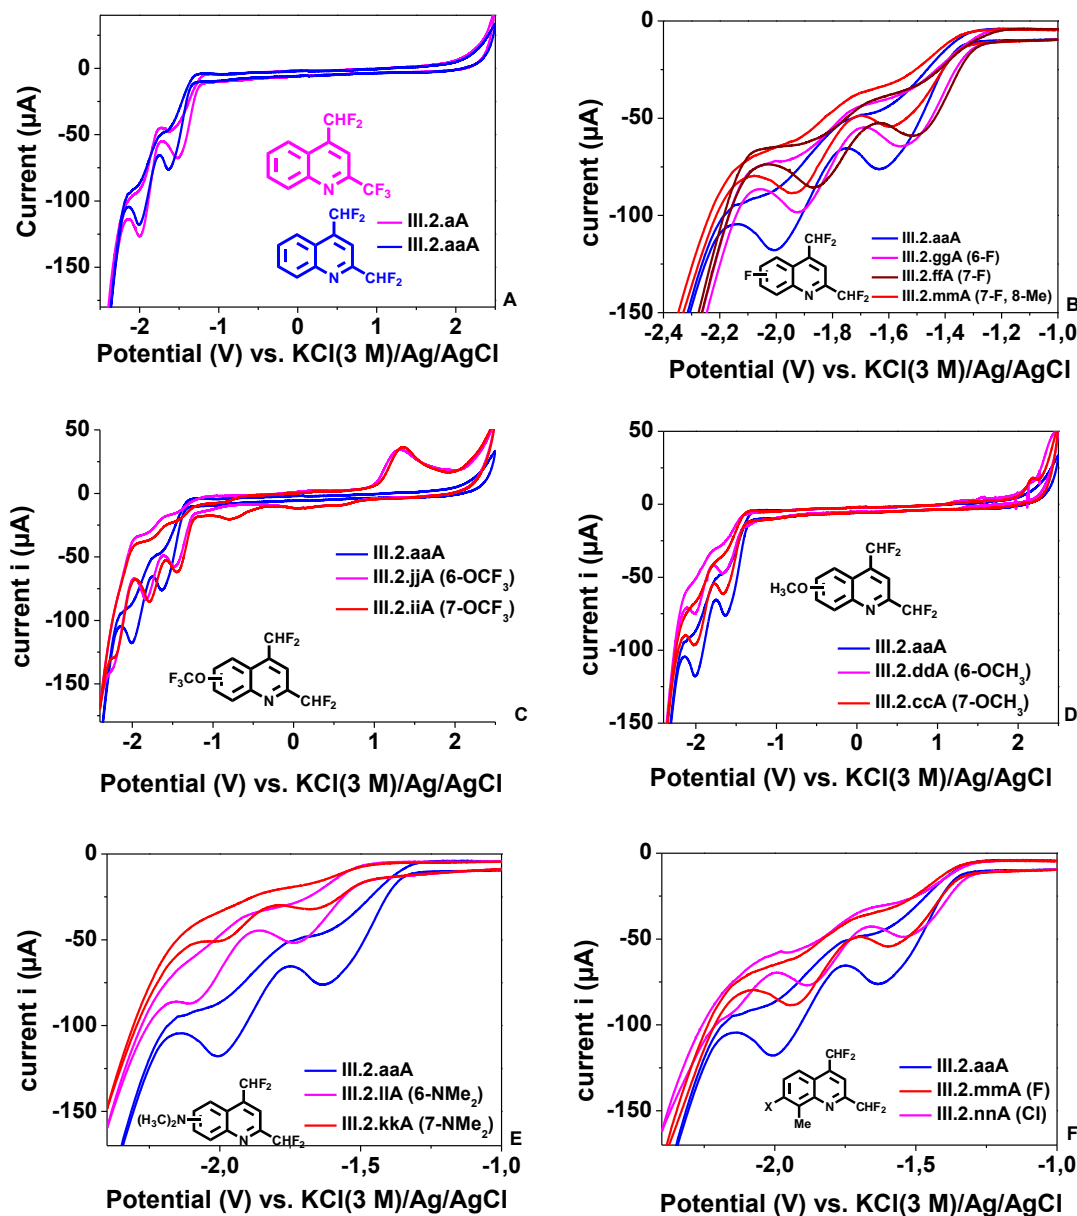 0
-50
-100
-150
-2
-1
0
1
2
Current (µA)
Potential (V) vs. KCl(3 M)/Ag/AgCl
CHF₂
N
CF₃
CHF₂
N
CHF₂
III.2.aA
III.2.aaA
A
0
-50
-100
-150
-2,4
-2,2
-2,0
-1,8
-1,6
-1,4
-1,2
-1,0
current (µA)
Potential (V) vs. KCl(3 M)/Ag/AgCl
CHF₂
F
N
CHF₂
III.2.aaA
III.2.ggA (6-F)
III.2.ffA (7-F)
III.2.mmA (7-F, 8-Me)
B
50
0
-50
-100
-150
-2
-1
0
1
2
current i (µA)
Potential (V) vs. KCl(3 M)/Ag/AgCl
III.2.aaA
III.2.jjA (6-OCF₃)
III.2.iiA (7-OCF₃)
CHF₂
F₃CO
N
CHF₂
C
50
0
-50
-100
-150
-2
-1
0
1
2
current i (µA)
Potential (V) vs. KCl(3 M)/Ag/AgCl
CHF₂
H₃CO
N
CHF₂
III.2.aaA
III.2.ddA (6-OCH₃)
III.2.ccA (7-OCH₃)
D
0
-50
-100
-150
-2,0
-1,5
-1,0
current i (µA)
Potential (V) vs. KCl(3 M)/Ag/AgCl
CHF₂
(H₃C)₂N
N
CHF₂
III.2.aaA
III.2.llA (6-NMe₂)
III.2.kkA (7-NMe₂)
E
0
-50
-100
-150
-2,0
-1,5
-1,0
current i (µA)
Potential (V) vs. KCl(3 M)/Ag/AgCl
CHF₂
X
N
CHF₂
Me
III.2.aaA
III.2.mmA (F)
III.2.nnA (Cl)
F